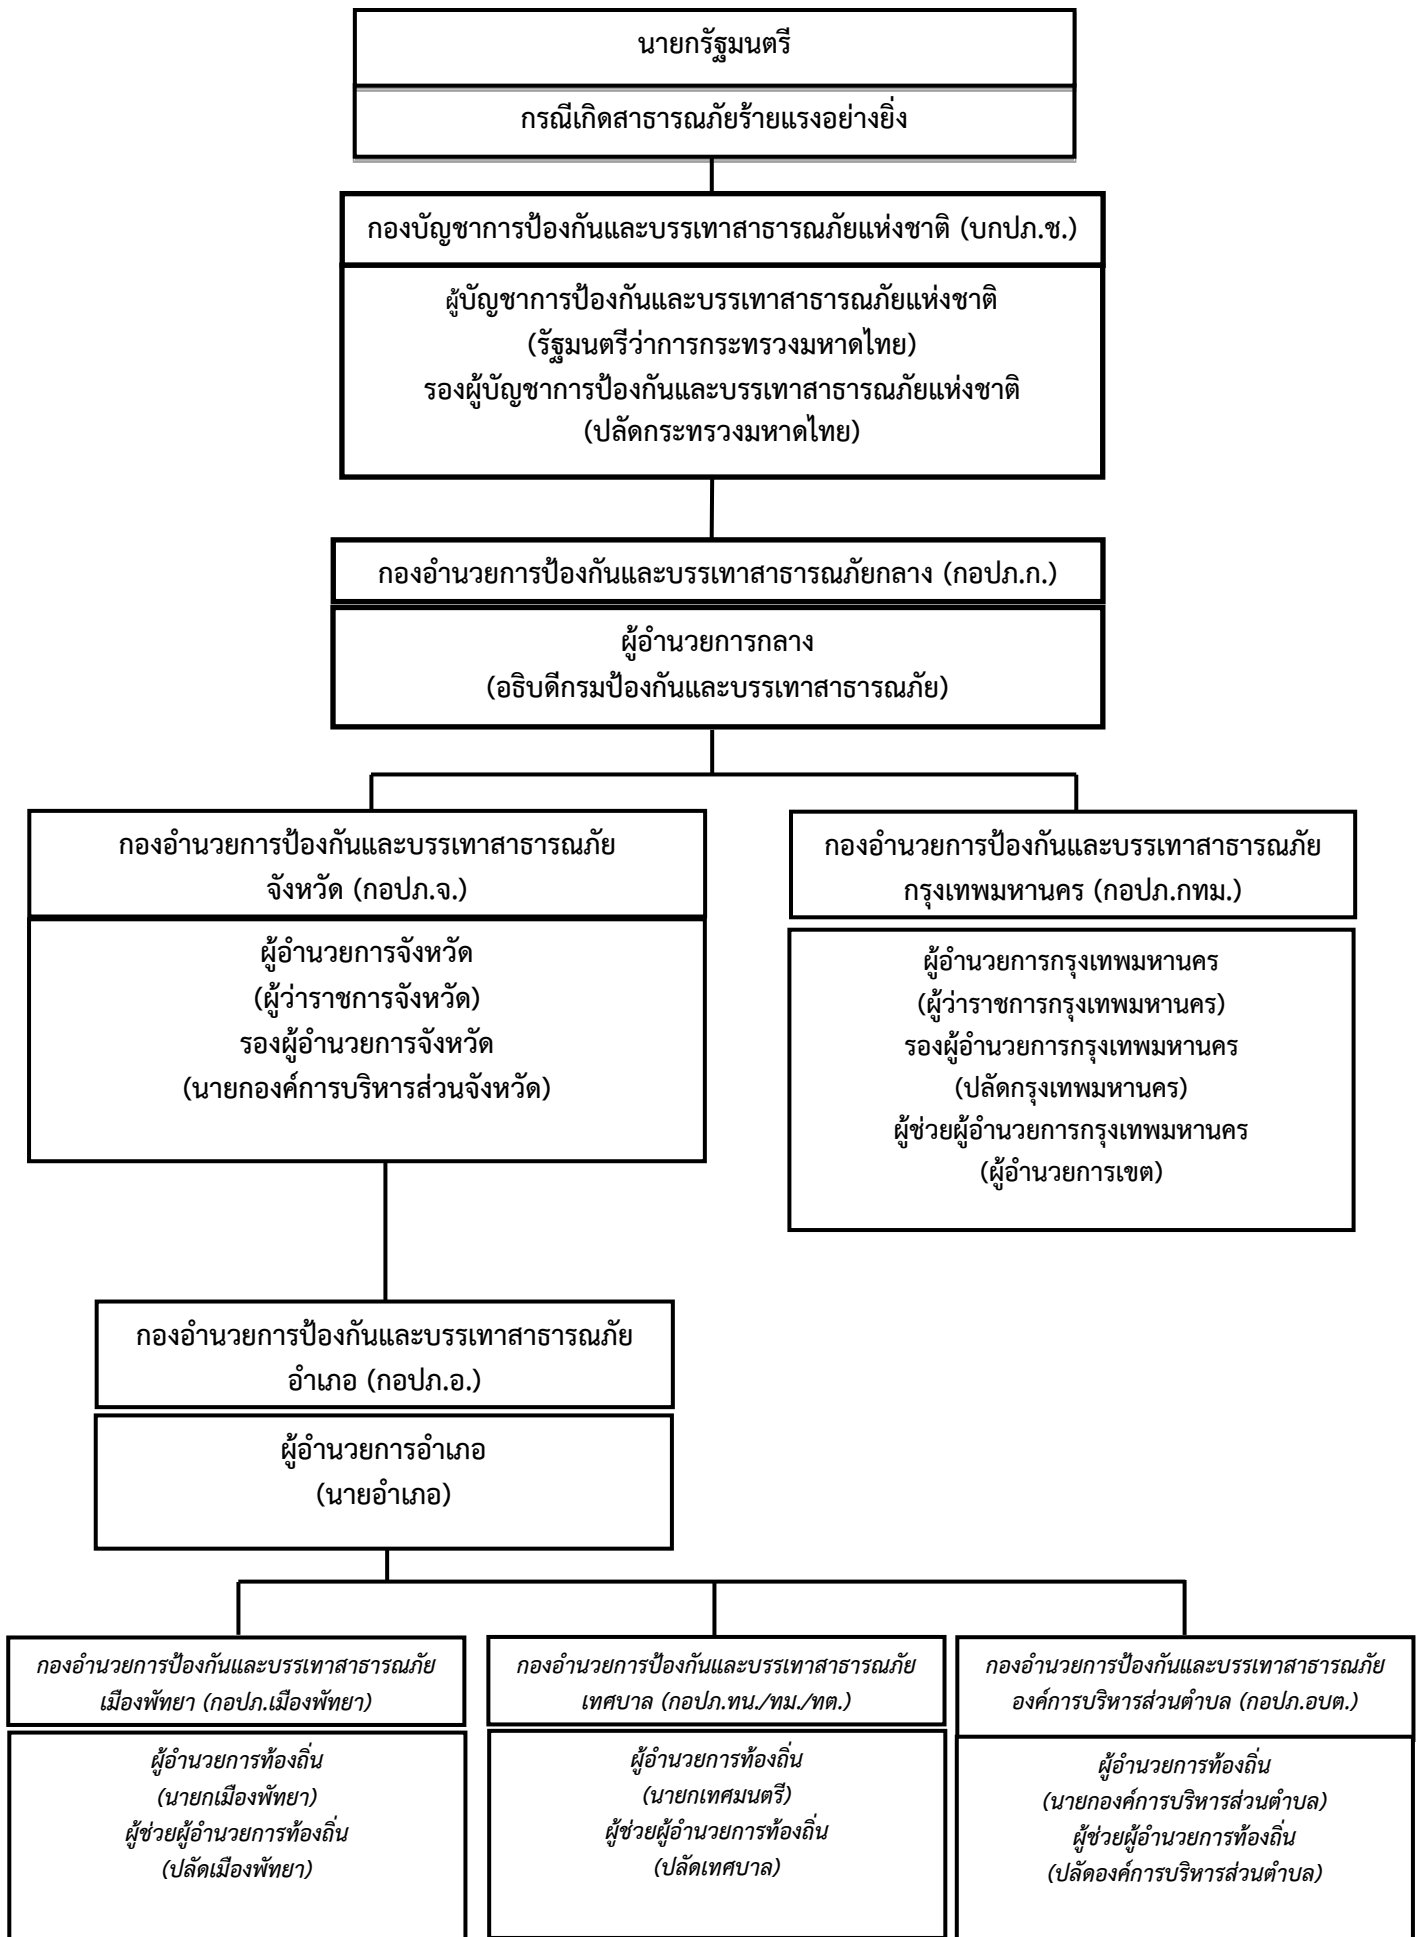 นายกรัฐมนตรี
กรณีเกิดสาธารณภัยร้ายแรงอย่างยิ่ง
กองบัญชาการป้องกันและบรรเทาสาธารณภัยแห่งชาติ (บกปภ.ช.)
ผู้บัญชาการป้องกันและบรรเทาสาธารณภัยแห่งชาติ
(รัฐมนตรีว่าการกระทรวงมหาดไทย)
รองผู้บัญชาการป้องกันและบรรเทาสาธารณภัยแห่งชาติ
(ปลัดกระทรวงมหาดไทย)
กองอำนวยการป้องกันและบรรเทาสาธารณภัยกลาง (กอปภ.ก.)
ผู้อำนวยการกลาง
(อธิบดีกรมป้องกันและบรรเทาสาธารณภัย)
กองอำนวยการป้องกันและบรรเทาสาธารณภัย
จังหวัด (กอปภ.จ.)
ผู้อำนวยการจังหวัด
(ผู้ว่าราชการจังหวัด)
รองผู้อำนวยการจังหวัด
(นายกองค์การบริหารส่วนจังหวัด)
กองอำนวยการป้องกันและบรรเทาสาธารณภัย
กรุงเทพมหานคร (กอปภ.กทม.)
ผู้อำนวยการกรุงเทพมหานคร
(ผู้ว่าราชการกรุงเทพมหานคร)
รองผู้อำนวยการกรุงเทพมหานคร
(ปลัดกรุงเทพมหานคร)
ผู้ช่วยผู้อำนวยการกรุงเทพมหานคร
(ผู้อำนวยการเขต)
กองอำนวยการป้องกันและบรรเทาสาธารณภัย
อำเภอ (กอปภ.อ.)
ผู้อำนวยการอำเภอ
(นายอำเภอ)
กองอำนวยการป้องกันและบรรเทาสาธารณภัย
เมืองพัทยา (กอปภ.เมืองพัทยา)
ผู้อำนวยการท้องถิ่น
(นายกเมืองพัทยา)
ผู้ช่วยผู้อำนวยการท้องถิ่น
(ปลัดเมืองพัทยา)
กองอำนวยการป้องกันและบรรเทาสาธารณภัย
เทศบาล (กอปภ.ทน./ทม./ทต.)
ผู้อำนวยการท้องถิ่น
(นายกเทศมนตรี)
ผู้ช่วยผู้อำนวยการท้องถิ่น
(ปลัดเทศบาล)
กองอำนวยการป้องกันและบรรเทาสาธารณภัย
องค์การบริหารส่วนตำบล (กอปภ.อบต.)
ผู้อำนวยการท้องถิ่น
(นายกองค์การบริหารส่วนตำบล)
ผู้ช่วยผู้อำนวยการท้องถิ่น
(ปลัดองค์การบริหารส่วนตำบล)